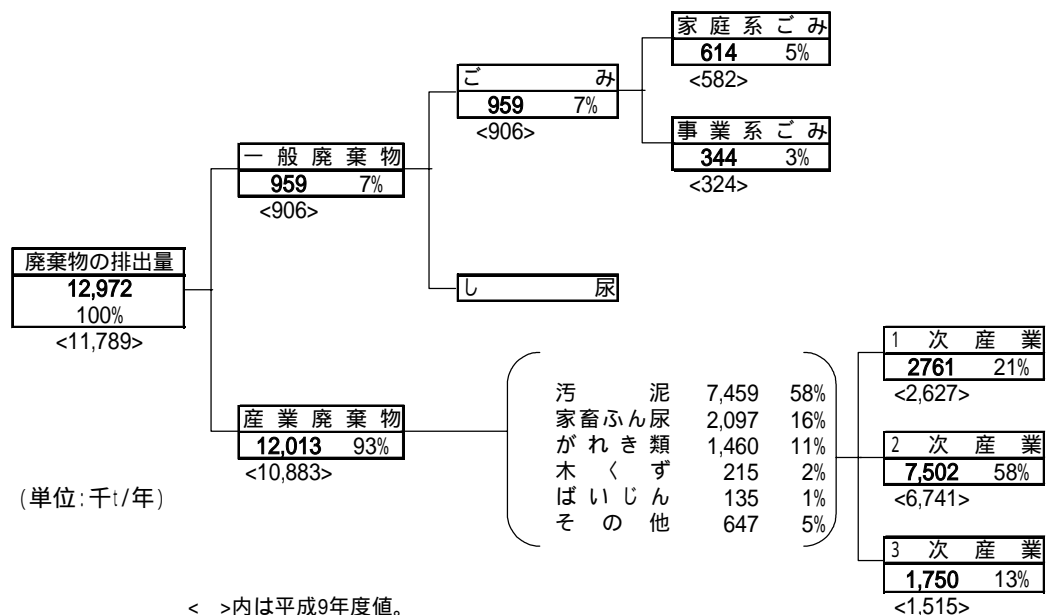 家庭系ごみ
614 5%
<582>
ごみ
959 7%
<906>
事業系ごみ
344 3%
<324>
一般廃棄物
959 7%
<906>
廃棄物の排出量
12,972
100%
<11,789>
し尿
1次産業
2761 21%
<2,627>
汚泥 7,459 58%
家畜ふん尿 2,097 16%
がれき類 1,460 11%
木くず 215 2%
ばいじん 135 1%
その他 647 5%
産業廃棄物
12,013 93%
<10,883>
2次産業
7,502 58%
<6,741>
(単位:千t/年)
3次産業
1,750 13%
<1,515>
< >内は平成9年度値。